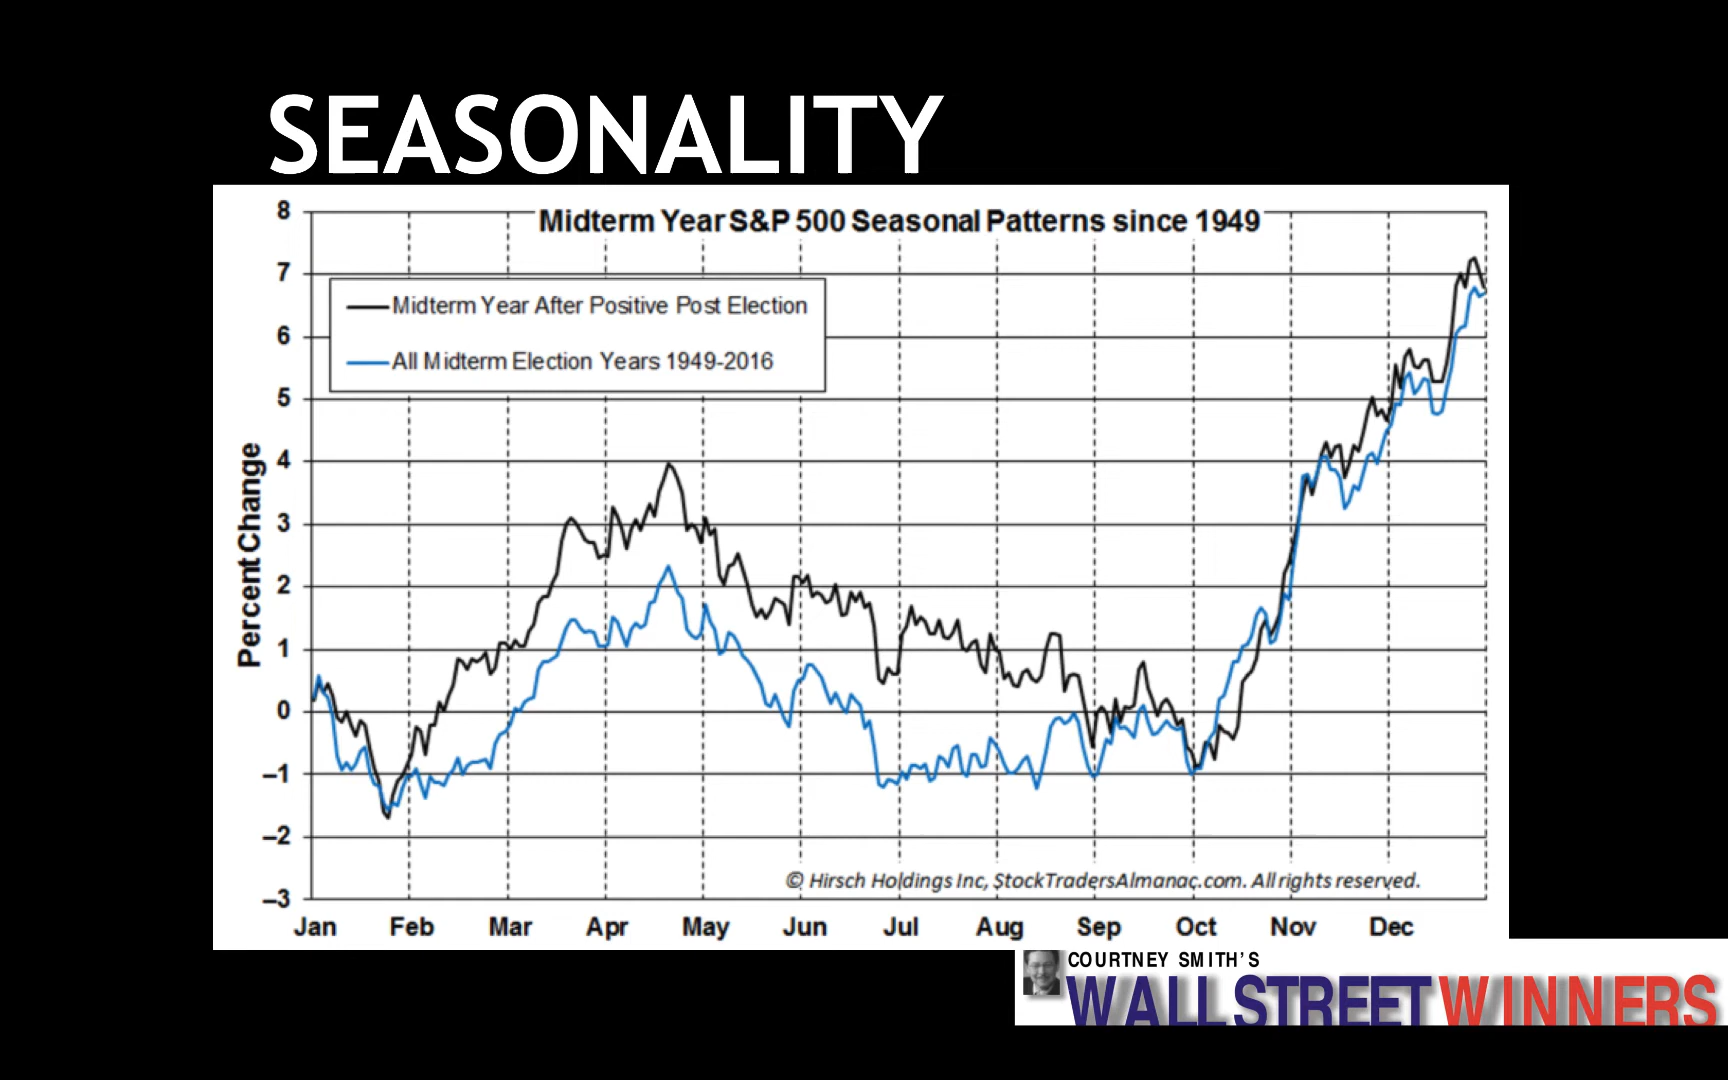 SEASONALITY
Midterm Year S&P 500 Seasonal Patterns since 1949
8
7
6
5
4
3
2
1
0
–1
–2
–3
Percent Change
Midterm Year After Positive Post Election
All Midterm Election Years 1949-2016
© Hirsch Holdings Inc, StockTradersAlmanac.com. All rights reserved.
Jan Feb Mar Apr May Jun Jul Aug Sep Oct Nov Dec
COURTNEY SMITH'S
WALL STREET WINNERS